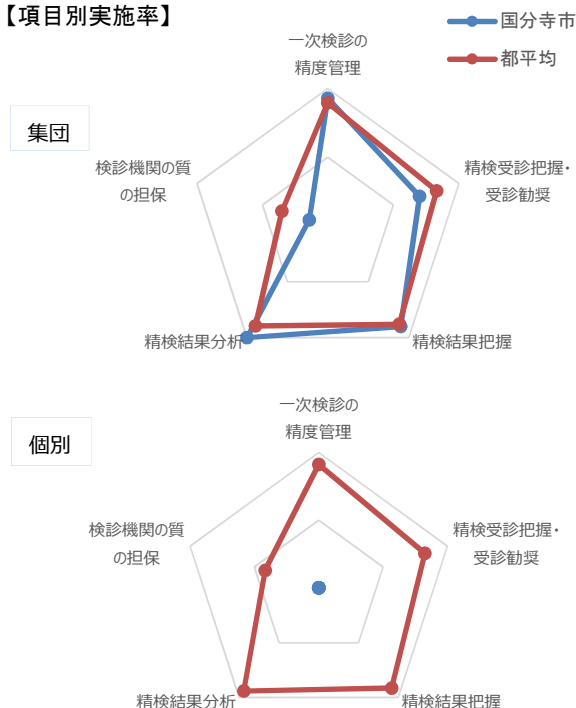 【項目別実施率】
国分寺市
都平均
集団
一次検診の
精度管理
精検受診把握・
受診勧奨
精検結果把握
精検結果分析
検診機関の質
の担保
個別
一次検診の
精度管理
精検受診把握・
受診勧奨
精検結果把握
精検結果分析
検診機関の質
の担保